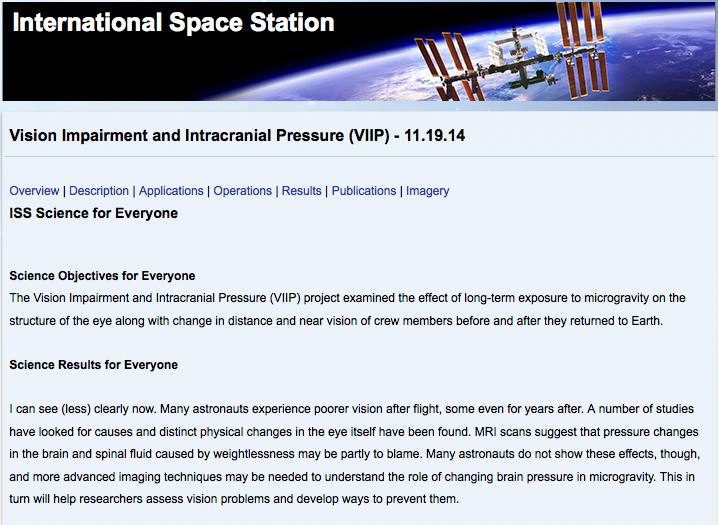 International Space Station
Vision Impairment and Intracranial Pressure (VIIP) - 11.19.14
Overview | Description | Applications | Operations | Results | Publications | Imagery
ISS Science for Everyone
Science Objectives for Everyone
The Vision Impairment and Intracranial Pressure (VIIP) project examined the effect of long-term exposure to microgravity on the
structure of the eye along with change in distance and near vision of crew members before and after they returned to Earth.
Science Results for Everyone
I can see (less) clearly now. Many astronauts experience poorer vision after flight, some even for years after. A number of studies
have looked for causes and distinct physical changes in the eye itself have been found. MRI scans suggest that pressure changes
in the brain and spinal fluid caused by weightlessness may be partly to blame. Many astronauts do not show these effects, though,
and more advanced imaging techniques may be needed to understand the role of changing brain pressure in microgravity. This in
turn will help researchers assess vision problems and develop ways to prevent them.